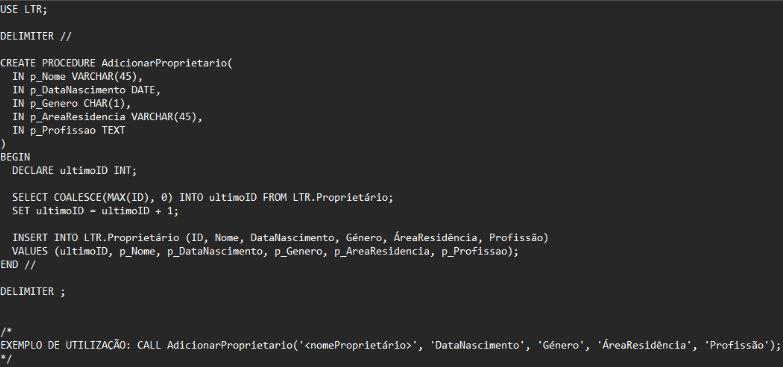 USE LTR;
DELIMITER //
CREATE PROCEDURE AdicionarProprietario(
IN p_Nome VARCHAR(45),
IN p_DataNascimento DATE,
IN p_Genero CHAR(1),
IN p_AreaResidencia VARCHAR(45),
IN p_Profissao TEXT
)
BEGIN
DECLARE ultimoID INT;
SELECT COALESCE(MAX(ID), 0) INTO ultimoID FROM LTR.Proprietário;
SET ultimoID = ultimoID + 1;
INSERT INTO LTR.Proprietário (ID, Nome, DataNascimento, Género, ÁreaResidência, Profissão)
VALUES (ultimoID, p_Nome, p_DataNascimento, p_Genero, p_AreaResidencia, p_Profissao);
END //
DELIMITER ;
/*
EXEMPLO DE UTILIZAÇÃO: CALL AdicionarProprietario('<nomeProprietário>', 'DataNascimento', 'Género', 'ÁreaResidência', 'Profissão');
*/